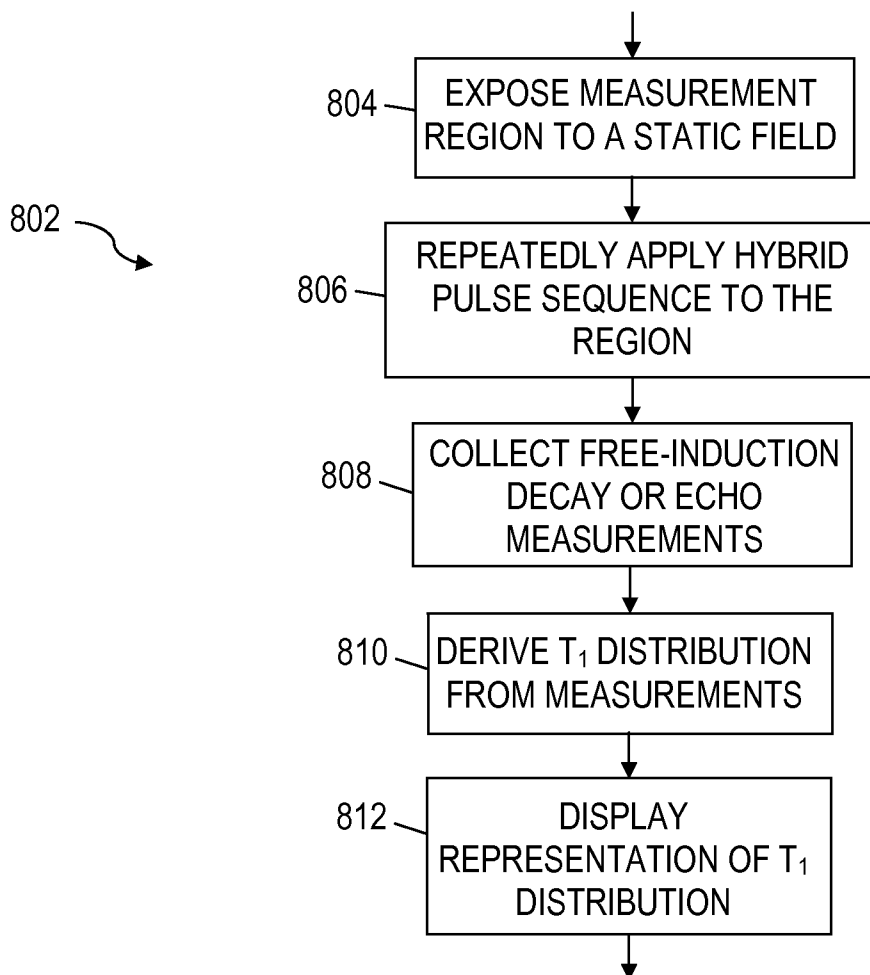 804
EXPOSE MEASUREMENT
REGION TO A STATIC FIELD
802
806
REPEATEDLY APPLY HYBRID
PULSE SEQUENCE TO THE
REGION
808
COLLECT FREE-INDUCTION
DECAY OR ECHO
MEASUREMENTS
810
DERIVE T₁ DISTRIBUTION
FROM MEASUREMENTS
812
DISPLAY
REPRESENTATION OF T₁
DISTRIBUTION